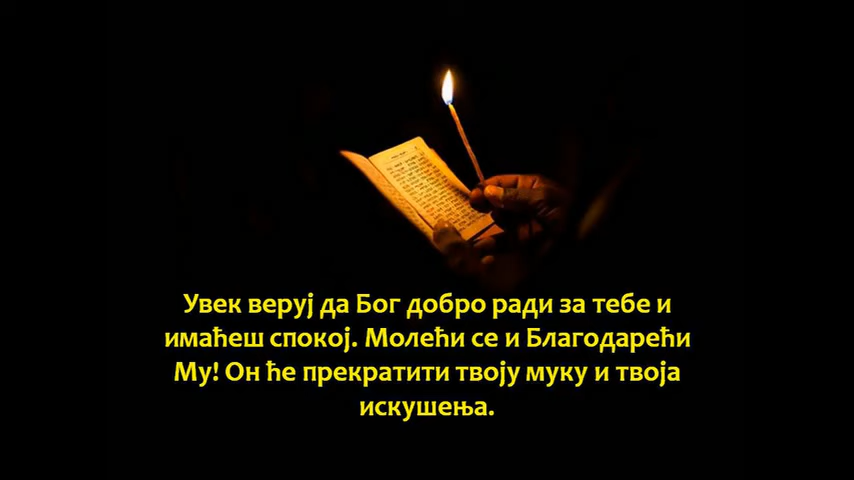 Увек веруј да Бог добро ради за тебе и
имаћеш спокој. Молећи се и Благодарећи
Му! Он ће прекратити твоју муку и твоја
искушења.